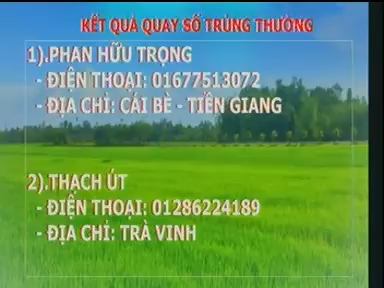 KẾT QUẢ QUAY SỐ TRÚNG THƯỞNG
1).PHAN HỮU TRỌNG
- ĐIỆN THOẠI: 01677513072
- ĐỊA CHỈ: CÁI BÈ - TIỀN GIANG
2).THẠCH ÚT
- ĐIỆN THOẠI: 01286224189
- ĐỊA CHỈ: TRÀ VINH